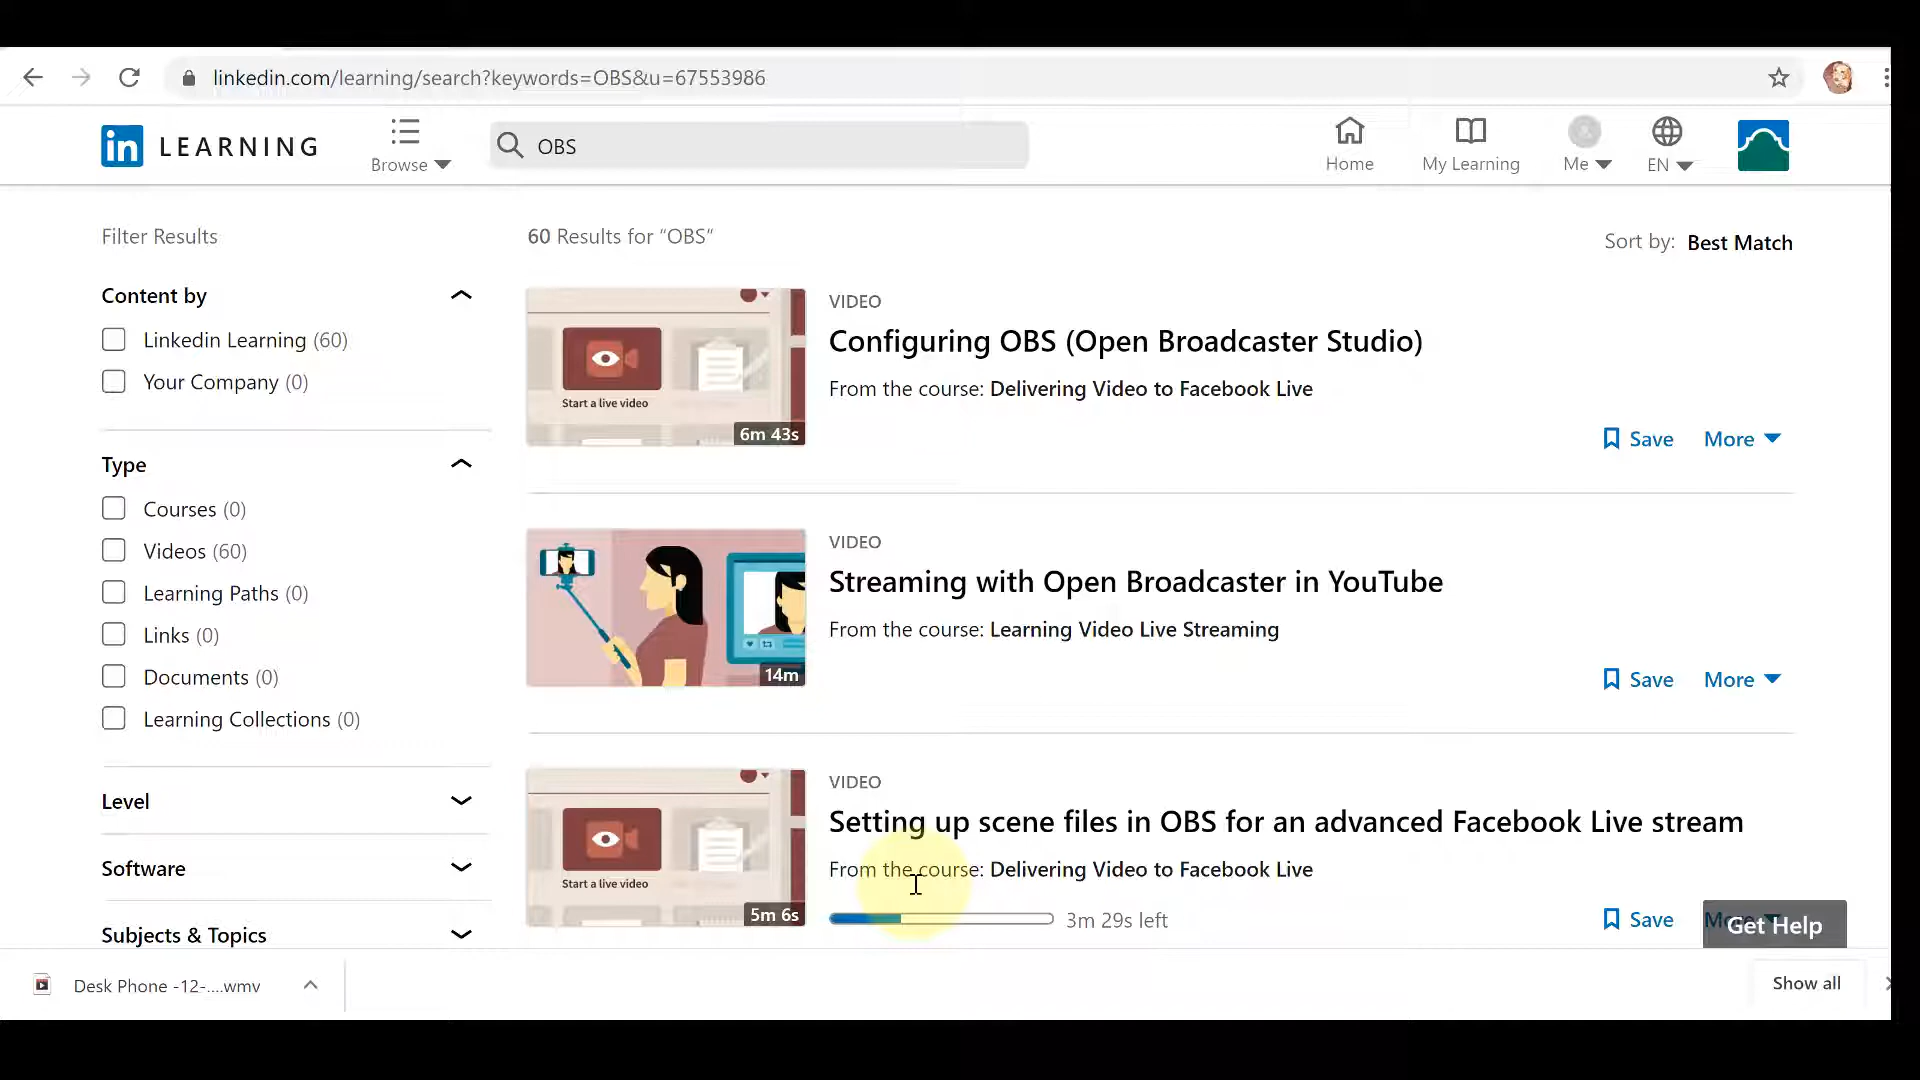 linkedin.com/learning/search?keywords=OBS&u=67553986
in LEARNING
Browse
OBS
Home
My Learning
Me
EN
Filter Results
60 Results for “OBS”
Sort by: Best Match
Content by
Linkedin Learning (60)
Your Company (0)
Type
Courses (0)
Videos (60)
Learning Paths (0)
Links (0)
Documents (0)
Learning Collections (0)
Level
Software
Subjects & Topics
Start a live video
6m 43s
VIDEO
Configuring OBS (Open Broadcaster Studio)
From the course: Delivering Video to Facebook Live
Save
More
14m
VIDEO
Streaming with Open Broadcaster in YouTube
From the course: Learning Video Live Streaming
Save
More
Start a live video
5m 6s
VIDEO
Setting up scene files in OBS for an advanced Facebook Live stream
From the course: Delivering Video to Facebook Live
3m 29s left
Save
More
Get Help
Desk Phone -12-....wmv
Show all